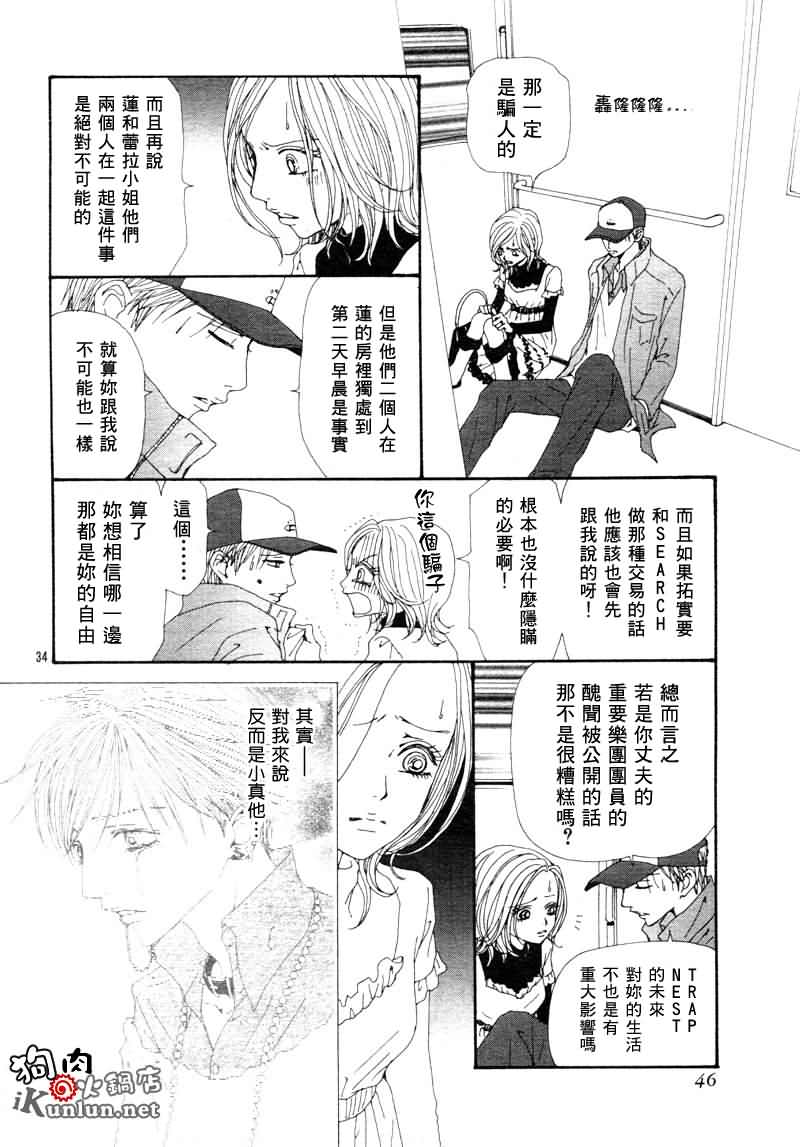 轟隆隆隆....
那一定
是騙人的
而且再說
蓮和蕾拉小姐他們
兩個人在一起這件事
是絕對不可能的
但是他們二個人在
蓮的房裡獨處到
第二天早晨是事實
就算妳跟我說
不可能也一樣
而且如果拓實要
和SEARCH
做那種交易的話
他應該也會先
跟我說的呀！
根本也沒什麼隱瞞
的必要啊！
你這個騙子
這個……
算了
妳想相信哪一邊
那都是妳的自由
34
總而言之
若是你丈夫的
重要樂團團員的
醜聞被公開的話
那不是很糟糕嗎？
TRAP
NEST
的未來
對妳的生活
不也是有
重大影響嗎
其實—
對我來說
反而是小真他…
46
狗肉
火鍋店
iKunlun.net